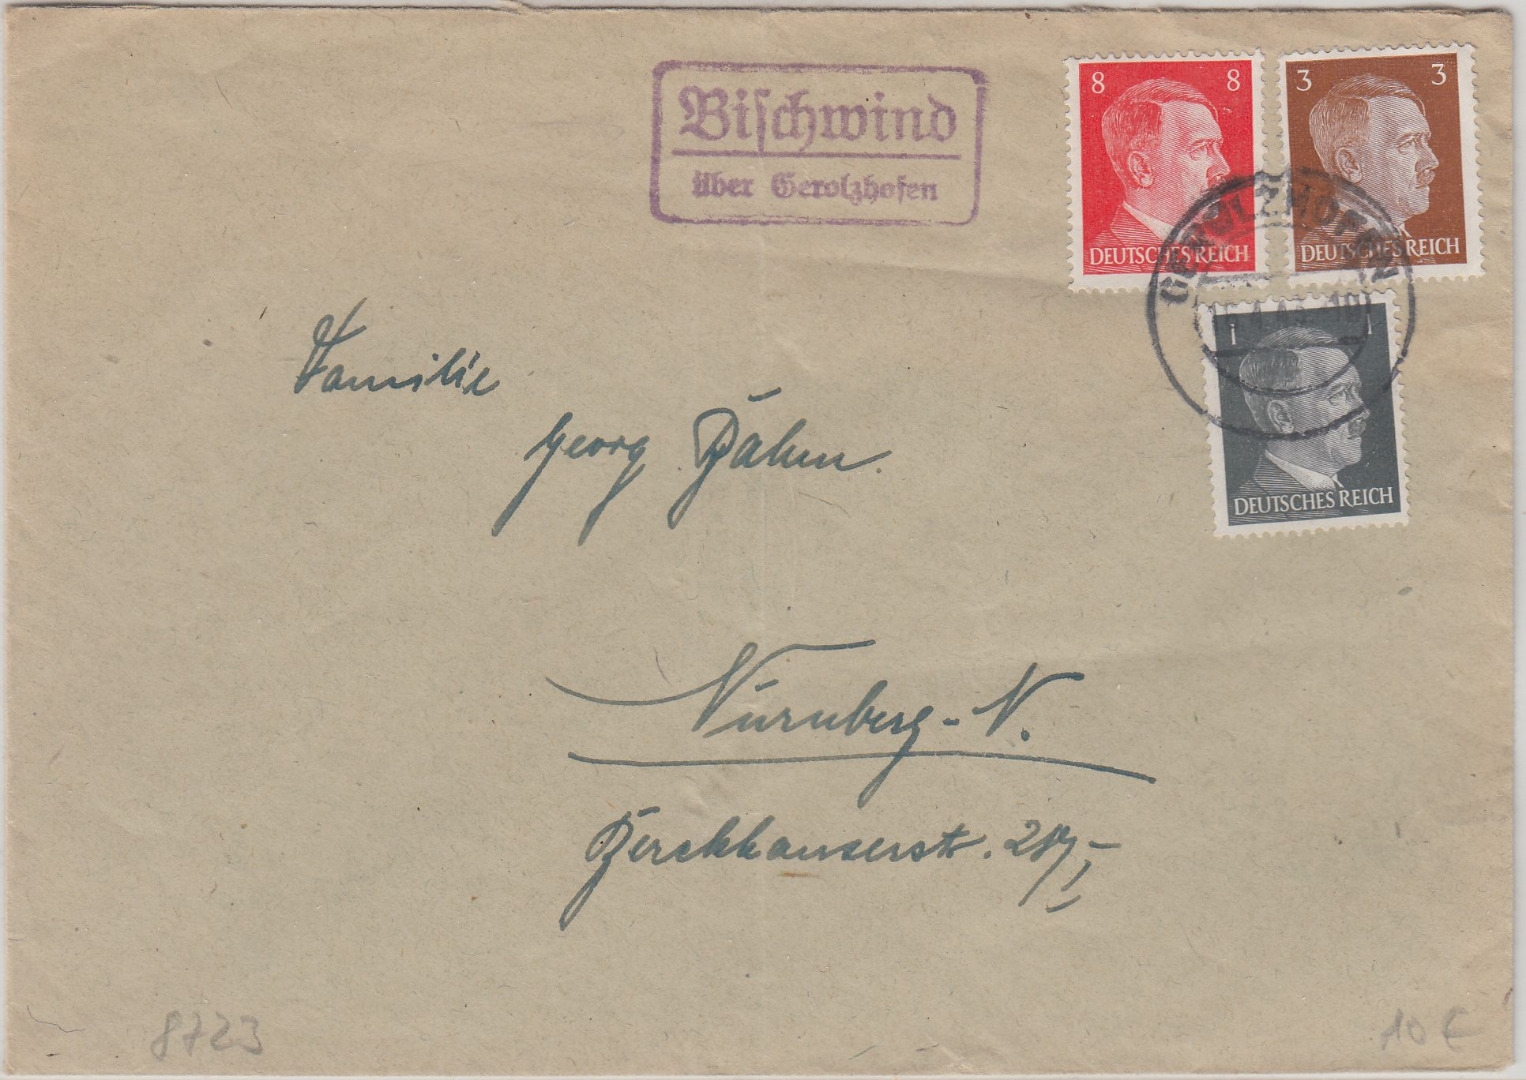 Bischwind
über Gerolzhofen
8 8
DEUTSCHES REICH
3 3
DEUTSCHES REICH
GEROLZHOFEN
1 1
DEUTSCHES REICH
Familie
Georg
Nürnberg-N.
8723
10 €